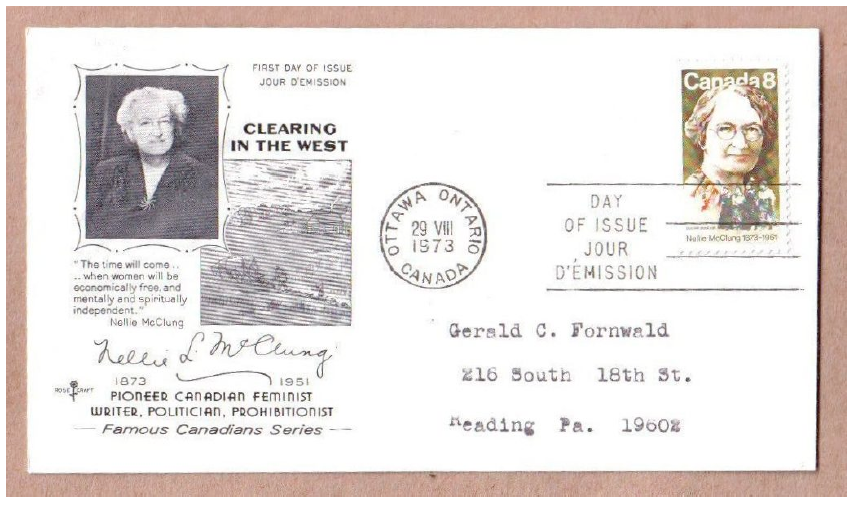 FIRST DAY OF ISSUE
JOUR D'EMISSION
CLEARING
IN THE WEST
"The time will come..
..when women will be
economically free, and
mentally and spiritually
independent."
Nellie McClung
Nellie L. McClung
1873 1951
ROSE CRAFT
PIONEER CANADIAN FEMINIST
WRITER, POLITICIAN, PROHIBITIONIST
Famous Canadians Series
OTTAWA ONTARIO
29 VIII
1973
CANADA
DAY
OF ISSUE
JOUR
D'ÉMISSION
Canada 8
Nellie McClung 1873-1951
Gerald C. Fornwald
216 South 18th St.
Reading Pa. 19602